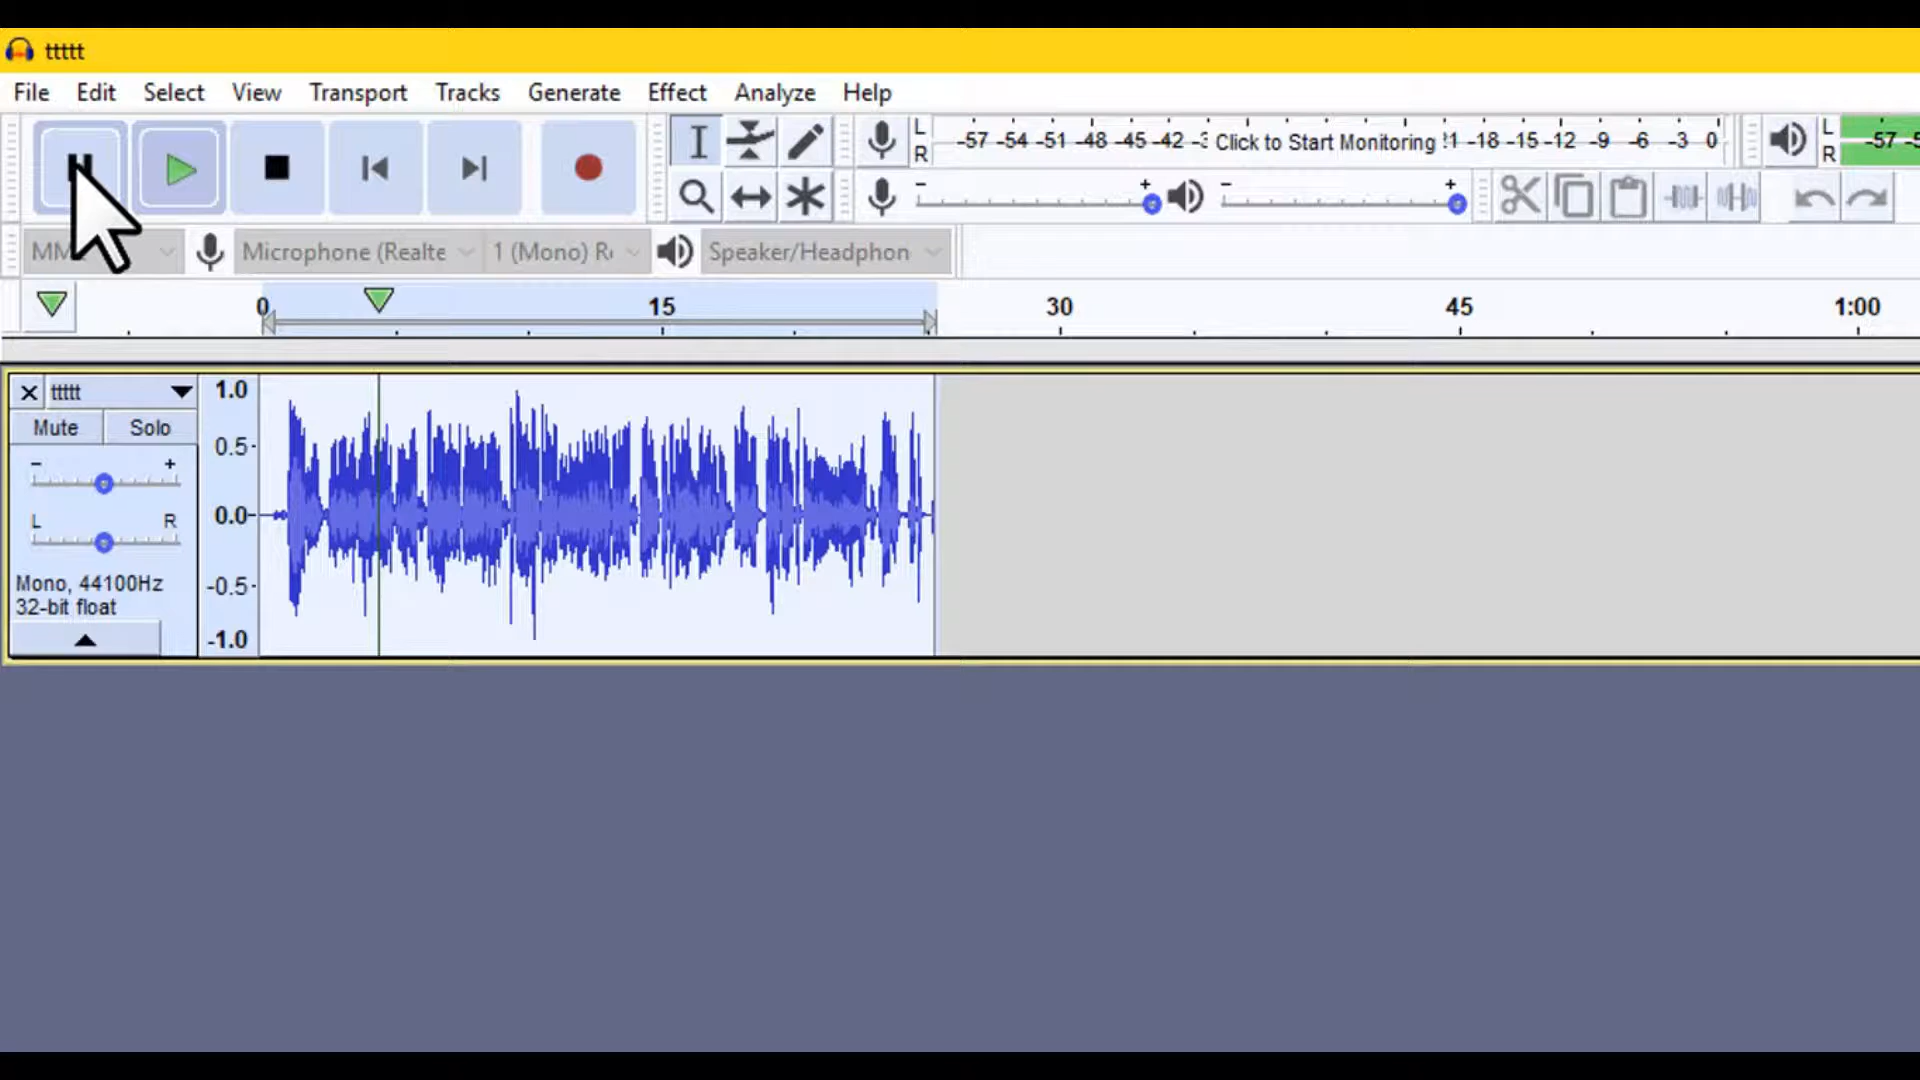 ttttt
File Edit Select View Transport Tracks Generate Effect Analyze Help
L -57 -54 -51 -48 -45 -42 Click to Start Monitoring -18 -15 -12 -9 -6 -3 0 L -57
R R
- + - +
Microphone (Realte 1 (Mono) Speaker/Headphon
0 15 30 45 1:00
ttttt
Mute Solo
- +
L R
Mono, 44100Hz
32-bit float
1.0
0.5
0.0
-0.5
-1.0